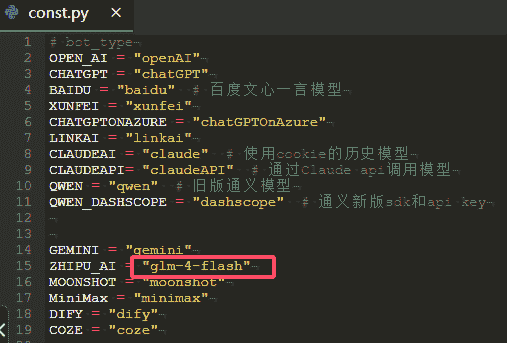 const.py
1 # bot_type
2 OPEN_AI = "openAI"
3 CHATGPT = "chatGPT"
4 BAIDU = "baidu"  # 百度文心一言模型
5 XUNFEI = "xunfei"
6 CHATGPTONAZURE = "chatGPTOnAzure"
7 LINKAI = "linkai"
8 CLAUDEAI = "claude"  # 使用cookie的历史模型
9 CLAUDEAPI= "claudeAPI"  # 通过Claude api调用模型
10 QWEN = "qwen"  # 旧版通义模型
11 QWEN_DASHSCOPE = "dashscope"  # 通义新版sdk和api key
12
13
14 GEMINI = "gemini"
15 ZHIPU_AI = "glm-4-flash"
16 MOONSHOT = "moonshot"
17 MiniMax = "minimax"
18 DIFY = "dify"
19 COZE = "coze"